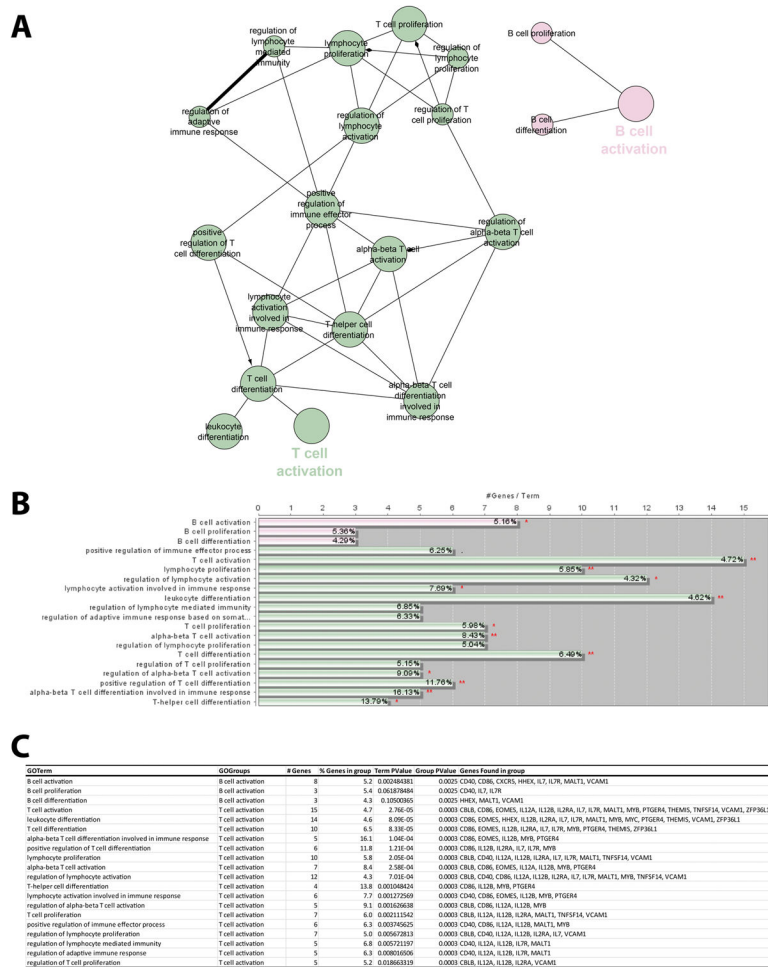 A
regulation of
lymphocyte
mediated
immunity
lymphocyte
proliferation
T cell proliferation
regulation of
lymphocyte
proliferation
B cell proliferation
regulation of
adaptive
immune response
regulation of
lymphocyte
activation
regulation of T
cell proliferation
B cell
differentiation
B cell
activation
positive
regulation of
immune effector
process
positive
regulation of T
cell differentiation
alpha-beta T cell
activation
regulation of
alpha-beta T cell
activation
lymphocyte
activation
involved in
immune response
T-helper cell
differentiation
T cell
differentiation
alpha-beta T cell
differentiation
involved in
immune response
leukocyte
differentiation
T cell
activation
B
#Genes / Term
0 1 2 3 4 5 6 7 8 9 10 11 12 13 14 15
B cell activation 5.16% *
B cell proliferation 5.36%
B cell differentiation 4.29%
positive regulation of immune effector process 6.25% .
T cell activation 4.72% **
lymphocyte proliferation 5.85% **
regulation of lymphocyte activation 4.32% *
lymphocyte activation involved in immune response 7.69% *
leukocyte differentiation 4.62% **
regulation of lymphocyte mediated immunity 6.85%
regulation of adaptive immune response based on somat... 6.33%
T cell proliferation 5.98% *
alpha-beta T cell activation 8.43% **
regulation of lymphocyte proliferation 5.04%
T cell differentiation 6.49% **
regulation of T cell proliferation 5.15%
regulation of alpha-beta T cell activation 9.09% *
positive regulation of T cell differentiation 11.76% **
alpha-beta T cell differentiation involved in immune response 16.13% **
T-helper cell differentiation 13.79% *
C
GOTerm GOGroups # Genes % Genes in group Term PValue Group PValue Genes Found in group
B cell activation B cell activation 8 5.2 0.002484381 0.0025 CD40, CD86, CXCR5, HHEX, IL7, IL7R, MALT1, VCAM1
B cell proliferation B cell activation 3 5.4 0.061878484 0.0025 CD40, IL7, IL7R
B cell differentiation B cell activation 3 4.3 0.10500365 0.0025 HHEX, MALT1, VCAM1
T cell activation T cell activation 15 4.7 2.76E-05 0.0003 CBLB, CD86, EOMES, IL12A, IL12B, IL2RA, IL7, IL7R, MALT1, MYB, PTGER4, THEMIS, TNFSF14, VCAM1, ZFP36L1
leukocyte differentiation T cell activation 14 4.6 8.09E-05 0.0003 CD86, EOMES, HHEX, IL12B, IL2RA, IL7, IL7R, MALT1, MYB, MYC, PTGER4, THEMIS, VCAM1, ZFP36L1
T cell differentiation T cell activation 10 6.5 8.33E-05 0.0003 CD86, EOMES, IL12B, IL2RA, IL7, IL7R, MYB, PTGER4, THEMIS, ZFP36L1
alpha-beta T cell differentiation involved in immune response T cell activation 5 16.1 1.04E-04 0.0003 CD86, EOMES, IL12B, MYB, PTGER4
positive regulation of T cell differentiation T cell activation 6 11.8 1.21E-04 0.0003 CD86, IL12B, IL2RA, IL7, IL7R, MYB
lymphocyte proliferation T cell activation 10 5.8 2.05E-04 0.0003 CBLB, CD40, IL12A, IL12B, IL2RA, IL7, IL7R, MALT1, TNFSF14, VCAM1
alpha-beta T cell activation T cell activation 7 8.4 2.58E-04 0.0003 CBLB, CD86, EOMES, IL12A, IL12B, MYB, PTGER4
regulation of lymphocyte activation T cell activation 12 4.3 7.01E-04 0.0003 CBLB, CD40, CD86, IL12A, IL12B, IL2RA, IL7, IL7R, MALT1, MYB, TNFSF14, VCAM1
T-helper cell differentiation T cell activation 4 13.8 0.001048424 0.0003 CD86, IL12B, MYB, PTGER4
lymphocyte activation involved in immune response T cell activation 6 7.7 0.001272569 0.0003 CD40, CD86, EOMES, IL12B, MYB, PTGER4
regulation of alpha-beta T cell activation T cell activation 5 9.1 0.001626638 0.0003 CBLB, CD86, IL12A, IL12B, MYB
T cell proliferation T cell activation 7 6.0 0.002111542 0.0003 CBLB, IL12A, IL12B, IL2RA, MALT1, TNFSF14, VCAM1
positive regulation of immune effector process T cell activation 6 6.3 0.003745625 0.0003 CD40, CD86, IL12A, IL12B, MALT1, MYB
regulation of lymphocyte proliferation T cell activation 7 5.0 0.005672813 0.0003 CBLB, CD40, IL12A, IL12B, IL2RA, IL7, VCAM1
regulation of lymphocyte mediated immunity T cell activation 5 6.8 0.005721197 0.0003 CD40, IL12A, IL12B, IL7R, MALT1
regulation of adaptive immune response T cell activation 5 6.3 0.008016506 0.0003 CD40, IL12A, IL12B, IL7R, MALT1
regulation of T cell proliferation T cell activation 5 5.2 0.018663319 0.0003 CBLB, IL12A, IL12B, IL2RA, VCAM1